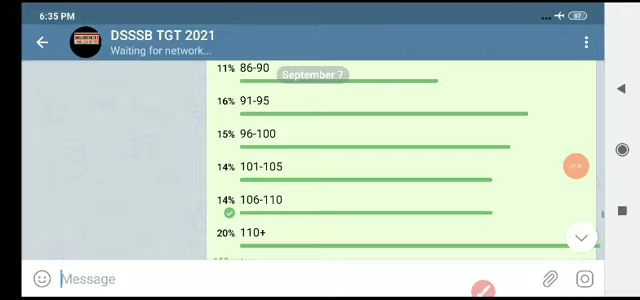 6:35 PM
87
DSSSB TGT 2021
Waiting for network...
11% 86-90
September 7
16% 91-95
15% 96-100
14% 101-105
14% 106-110
20% 110+
Message